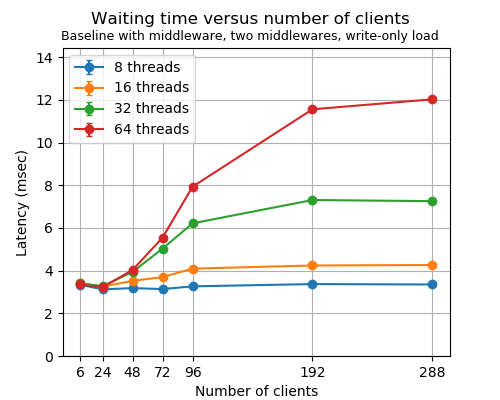 Waiting time versus number of clients
Baseline with middleware, two middlewares, write-only load
14
12
10
8
6
4
2
0
Latency (msec)
8 threads
16 threads
32 threads
64 threads
6 24 48 72 96 192 288
Number of clients